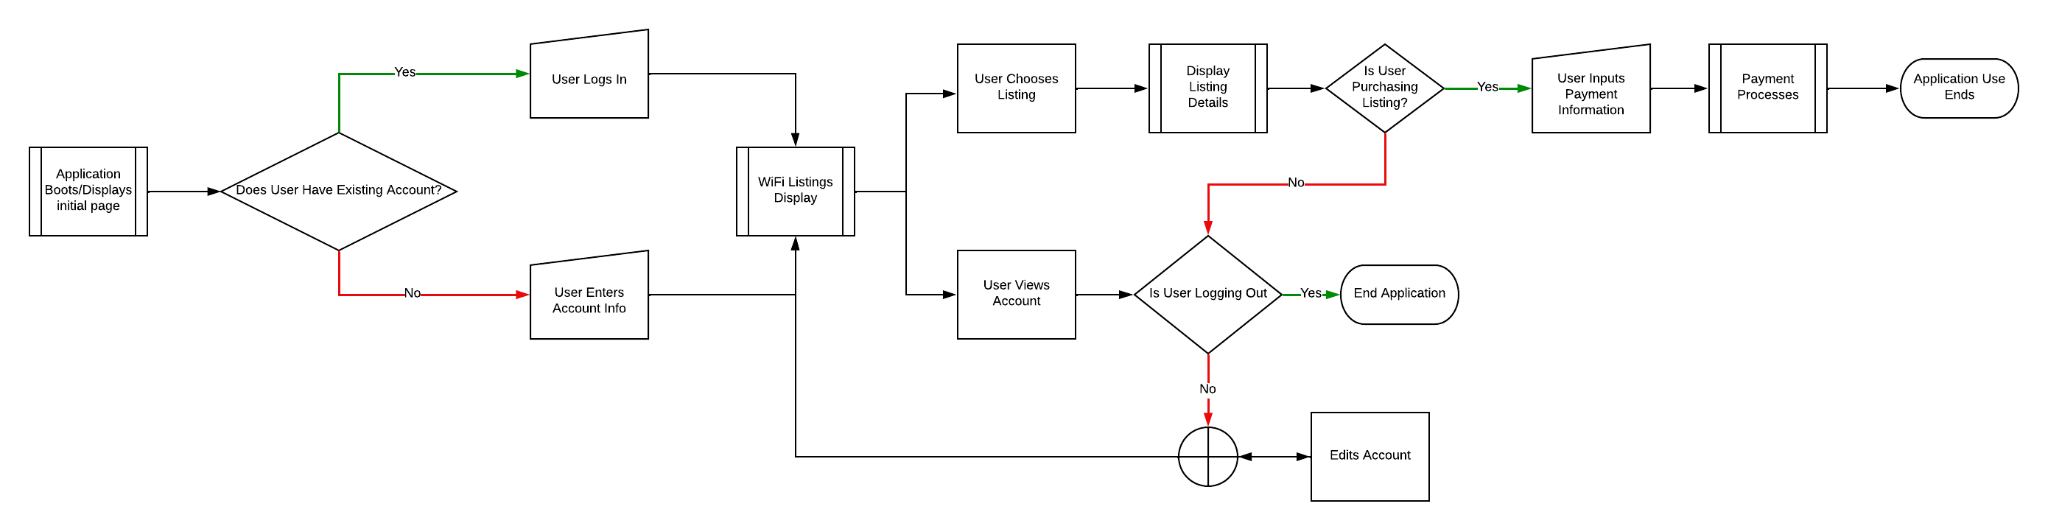 Application
Boots/Displays
initial page
Does User Have Existing Account?
Yes
No
User Logs In
User Enters
Account Info
WiFi Listings
Display
User Chooses
Listing
Display
Listing
Details
Is User
Purchasing
Listing?
Yes
User Inputs
Payment
Information
Payment
Processes
Application Use
Ends
No
User Views
Account
Is User Logging Out
Yes
End Application
No
Edits Account